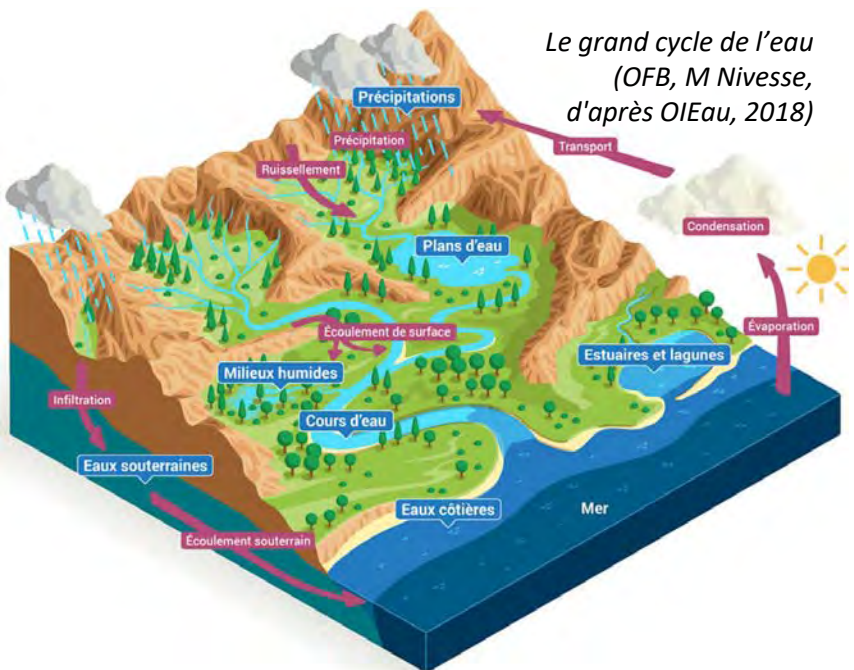 Le grand cycle de l'eau
(OFB, M Nivesse,
d'après OIEau, 2018)
Précipitations
Précipitation
Transport
Ruissellement
Condensation
Plans d'eau
Évaporation
Écoulement de surface
Estuaires et lagunes
Milieux humides
Infiltration
Cours d'eau
Eaux souterraines
Eaux côtières
Mer
Écoulement souterrain